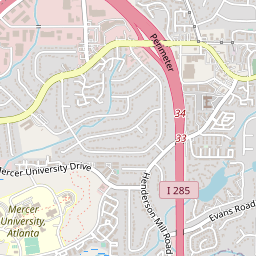 Perimeter
34
33
Mercer University Drive
I 285
Henderson Mill Road
Evans Road
Mercer
University,
Atlanta